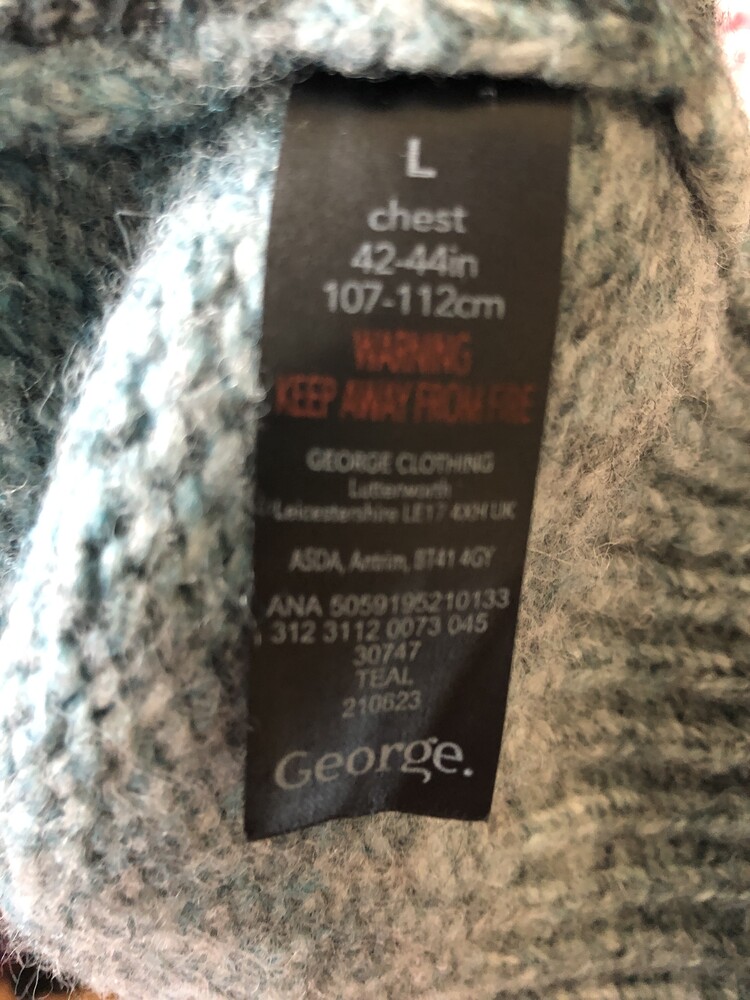 L
chest
42-44in
107-112cm
WARNING
KEEP AWAY FROM FIRE
GEORGE CLOTHING
Lutterworth
Leicestershire LE17 4XH UK
ASDA, Antrim, BT41 4GY
ANA 5059195210133
312 3112 0073 045
30747
TEAL
210623
George.